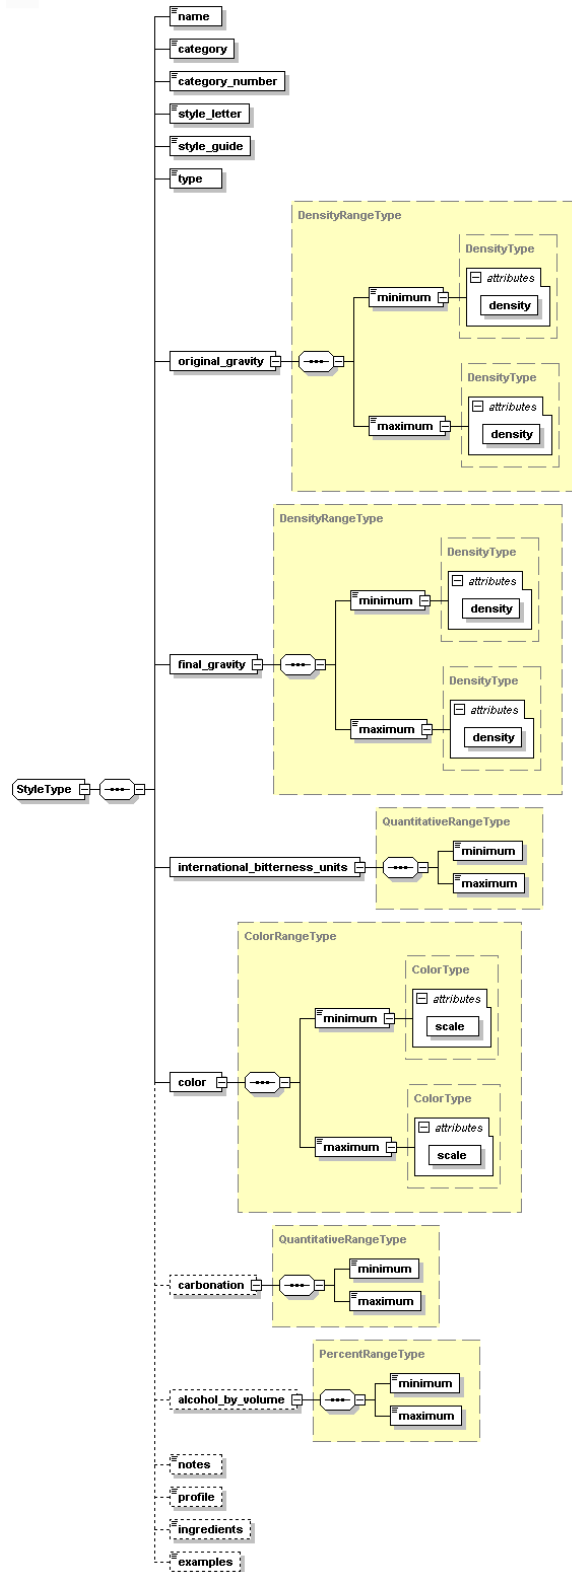 name
category
category_number
style_letter
style_guide
type
DensityRangeType
DensityType
attributes
minimum
density
original_gravity
DensityType
attributes
maximum
density
DensityRangeType
DensityType
attributes
minimum
density
final_gravity
DensityType
attributes
maximum
density
StyleType
QuantitativeRangeType
minimum
international_bitterness_units
maximum
ColorRangeType
ColorType
attributes
minimum
scale
color
ColorType
attributes
maximum
scale
QuantitativeRangeType
minimum
carbonation
maximum
PercentRangeType
minimum
alcohol_by_volume
maximum
notes
profile
ingredients
examples